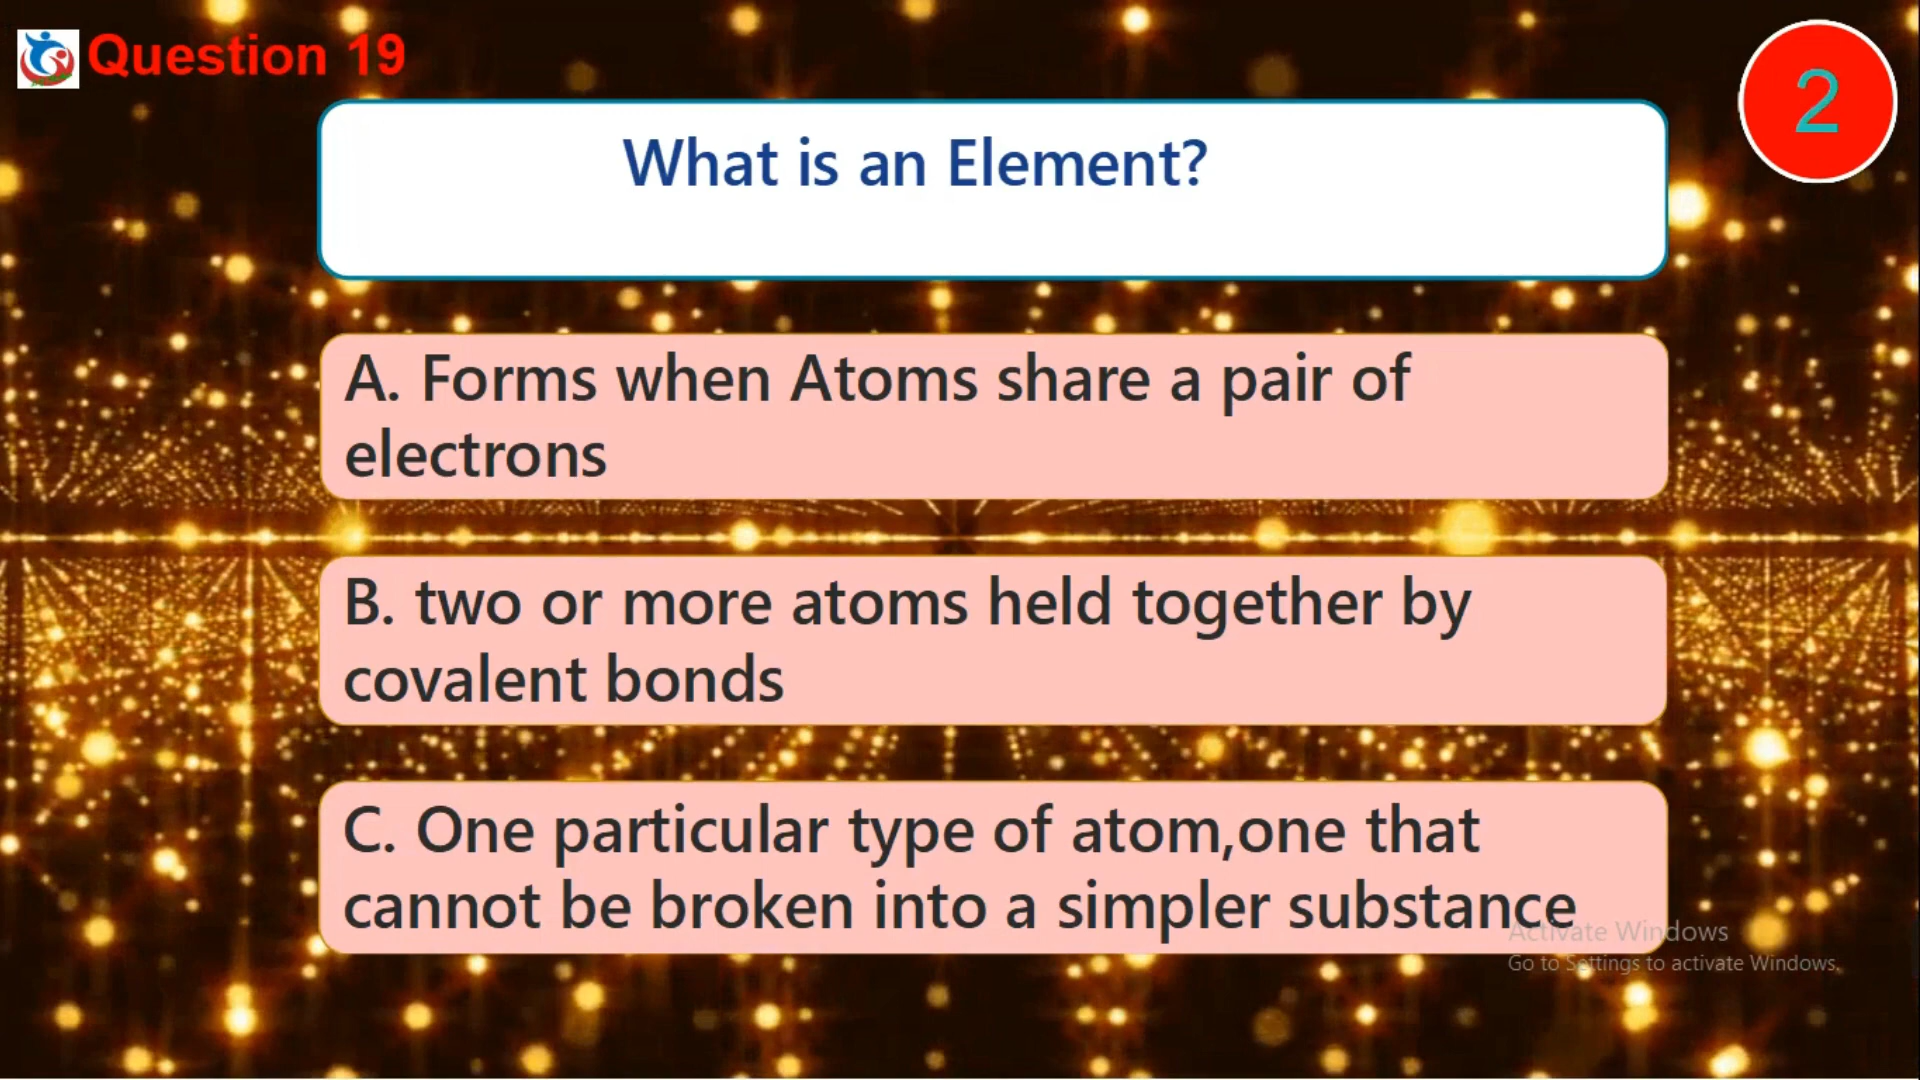 Question 19
2
What is an Element?
A. Forms when Atoms share a pair of
electrons
B. two or more atoms held together by
covalent bonds
C. One particular type of atom,one that
cannot be broken into a simpler substance
Activate Windows
Go to Settings to activate Windows.